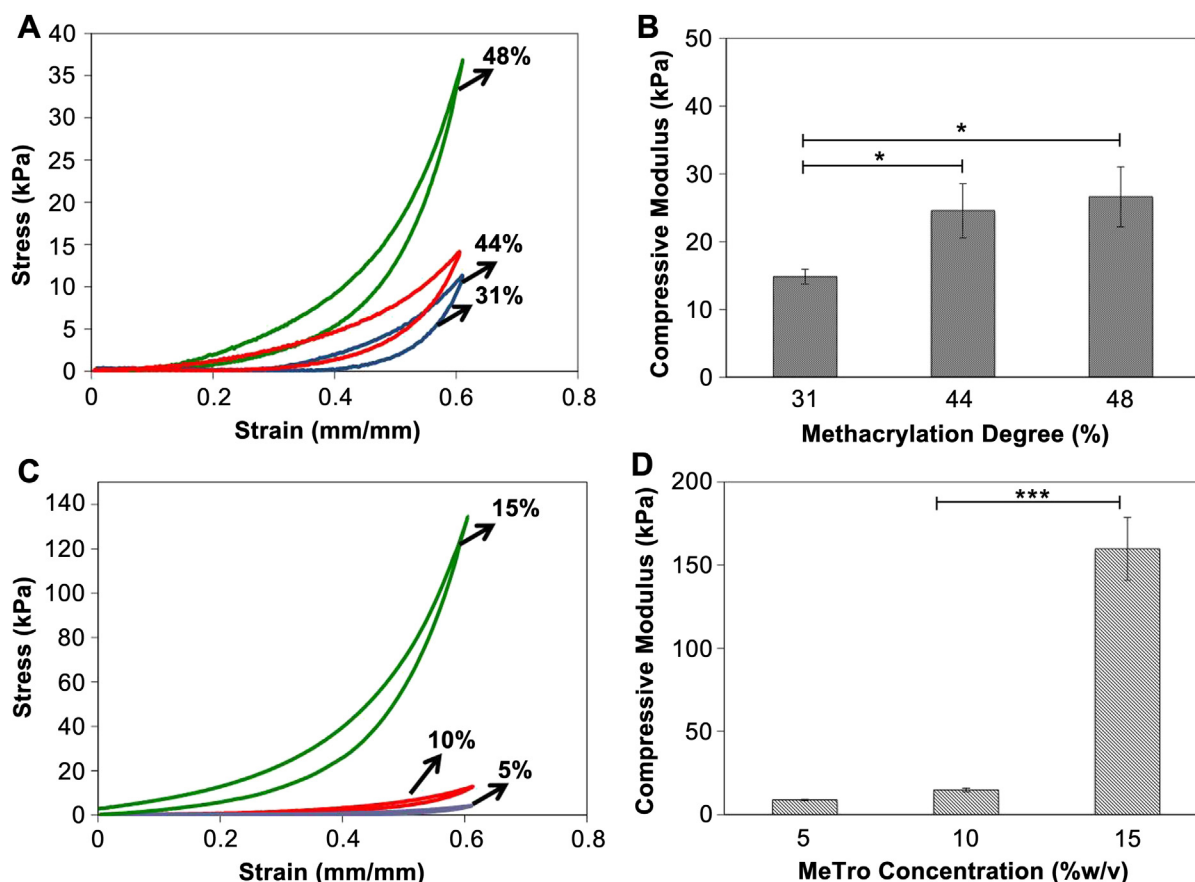 A
40
35
30
25
20
15
10
5
0
Stress (kPa)
48%
44%
31%
0 0.2 0.4 0.6 0.8
Strain (mm/mm)
B
50
40
30
20
10
0
Compressive Modulus (kPa)
*
*
31 44 48
Methacrylation Degree (%)
C
140
120
100
80
60
40
20
0
Stress (kPa)
15%
10%
5%
0 0.2 0.4 0.6 0.8
Strain (mm/mm)
D
200
150
100
50
0
Compressive Modulus (kPa)
***
5 10 15
MeTro Concentration (%w/v)